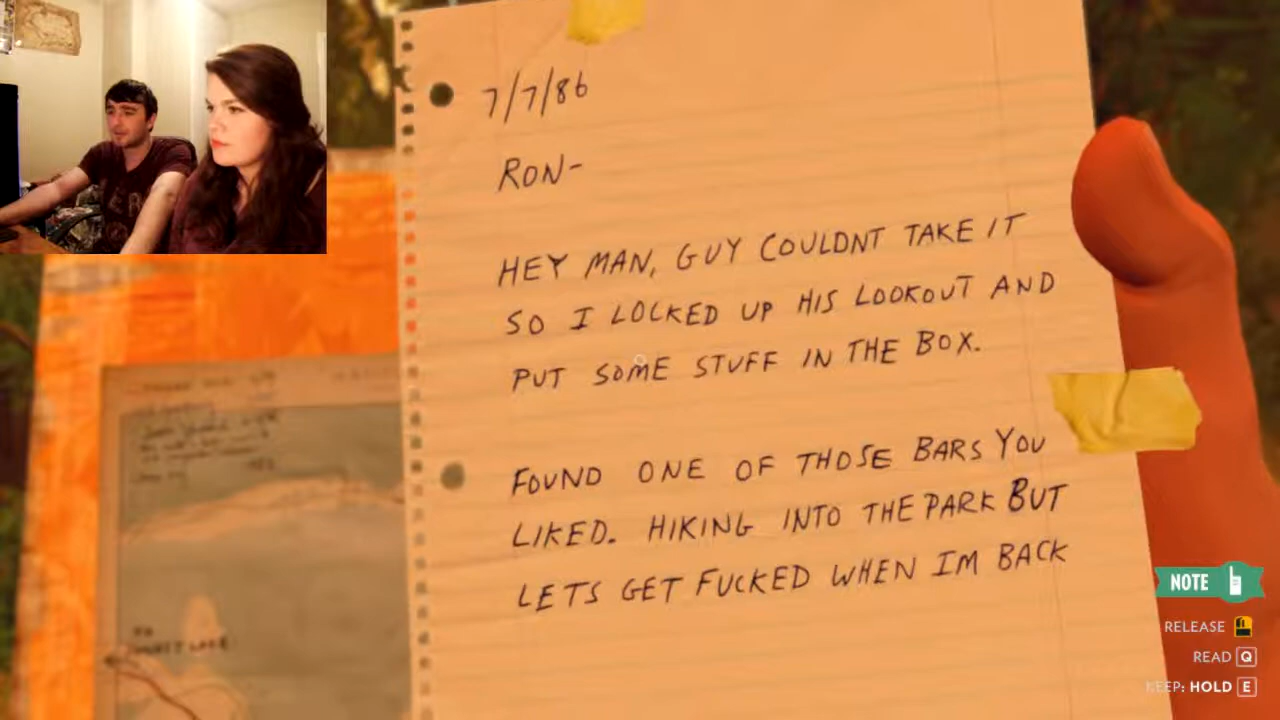 7/7/86
RON-
HEY MAN, GUY COULDNT TAKE IT
SO I LOCKED UP HIS LOOKOUT AND
PUT SOME STUFF IN THE BOX.
FOUND ONE OF THOSE BARS YOU
LIKED. HIKING INTO THE PARK BUT
LETS GET FUCKED WHEN IM BACK
NOTE
RELEASE
READ Q
KEEP: HOLD E